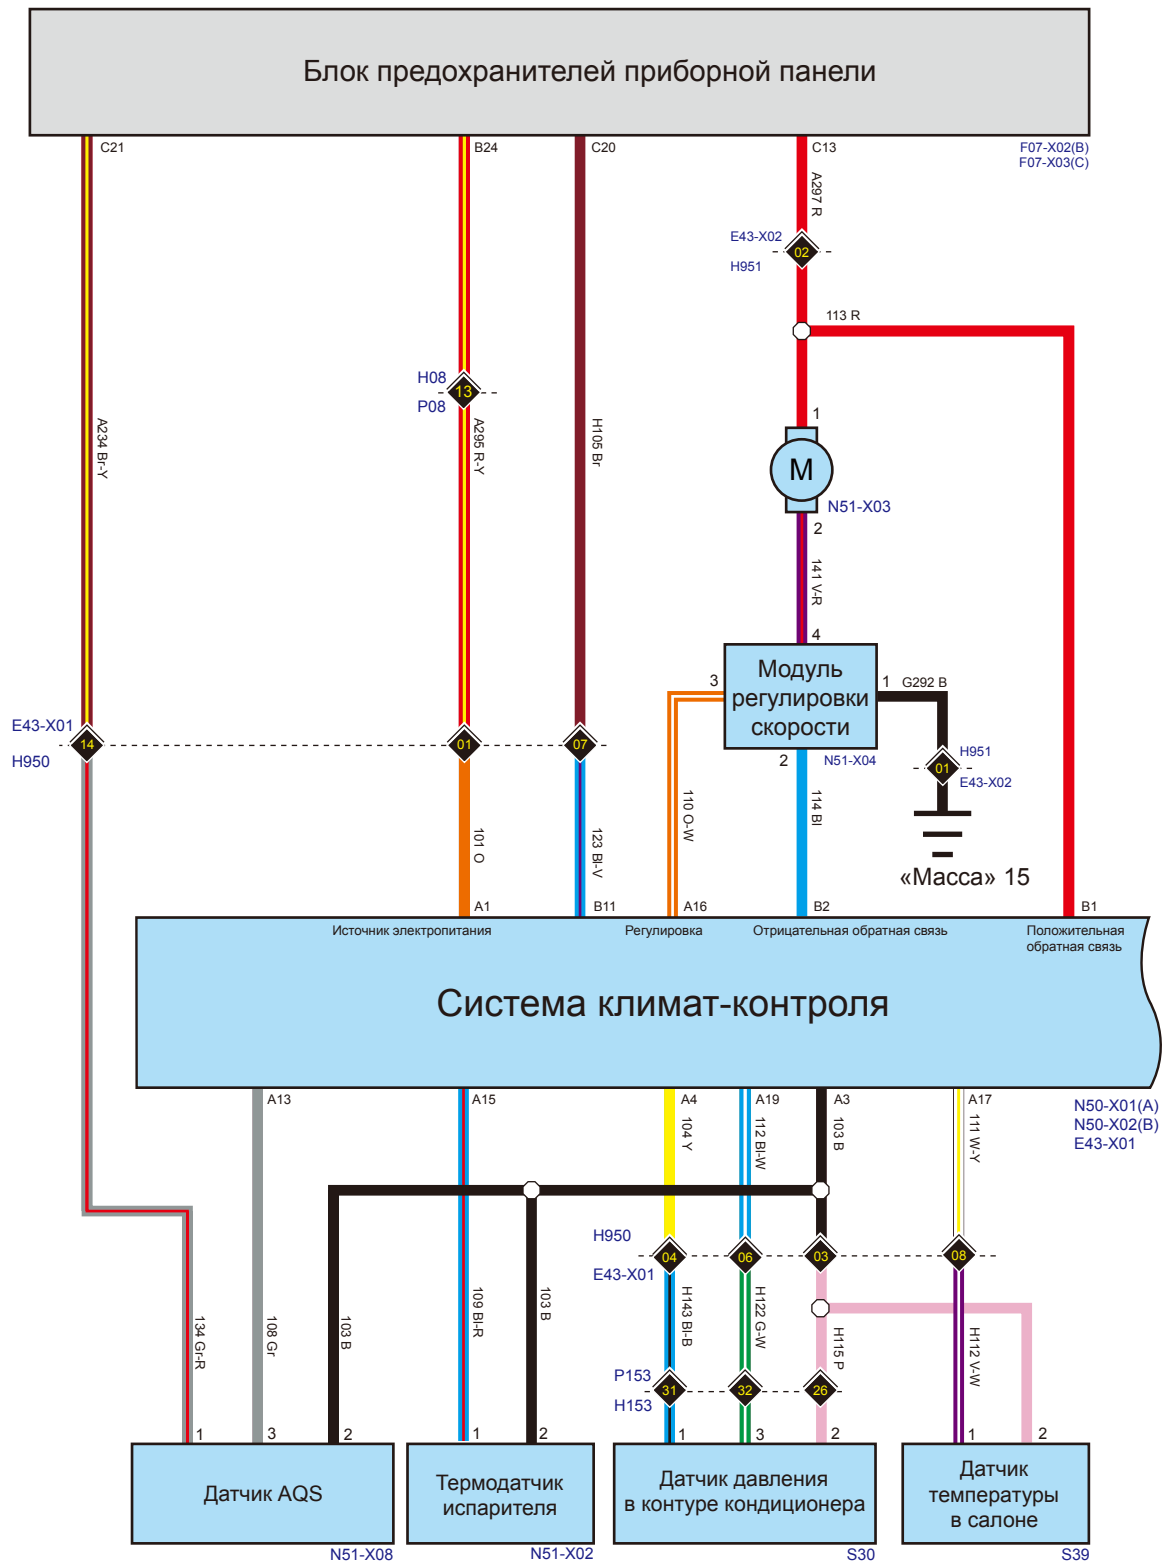 Блок предохранителей приборной панели
C21
B24
C20
C13
F07-X02(B)
F07-X03(C)
A297 R
E43-X02
02
H951
113 R
H08
13
P08
A234 Br-Y
A295 R-Y
H105 Br
1
M
N51-X03
2
141 V-R
4
Модуль
регулировки
скорости
3
1
G292 B
2
N51-X04
H951
01
E43-X02
E43-X01
14
01
07
H950
101 O
123 Bl-V
110 O-W
114 Bl
«Масса» 15
A1
B11
A16
B2
B1
Источник электропитания
Регулировка
Отрицательная обратная связь
Положительная
обратная связь
Система климат-контроля
A13
A15
A4
A19
A3
A17
N50-X01(A)
N50-X02(B)
E43-X01
104 Y
112 Bl-W
103 B
111 W-Y
H950
04
06
03
08
E43-X01
134 Gr-R
108 Gr
103 B
109 Bl-R
103 B
H143 Bl-B
H122 G-W
H115 P
H112 V-W
P153
31
32
26
H153
1
3
2
1
2
1
3
2
1
2
Датчик AQS
Термодатчик
испарителя
Датчик давления
в контуре кондиционера
Датчик
температуры
в салоне
N51-X08
N51-X02
S30
S39